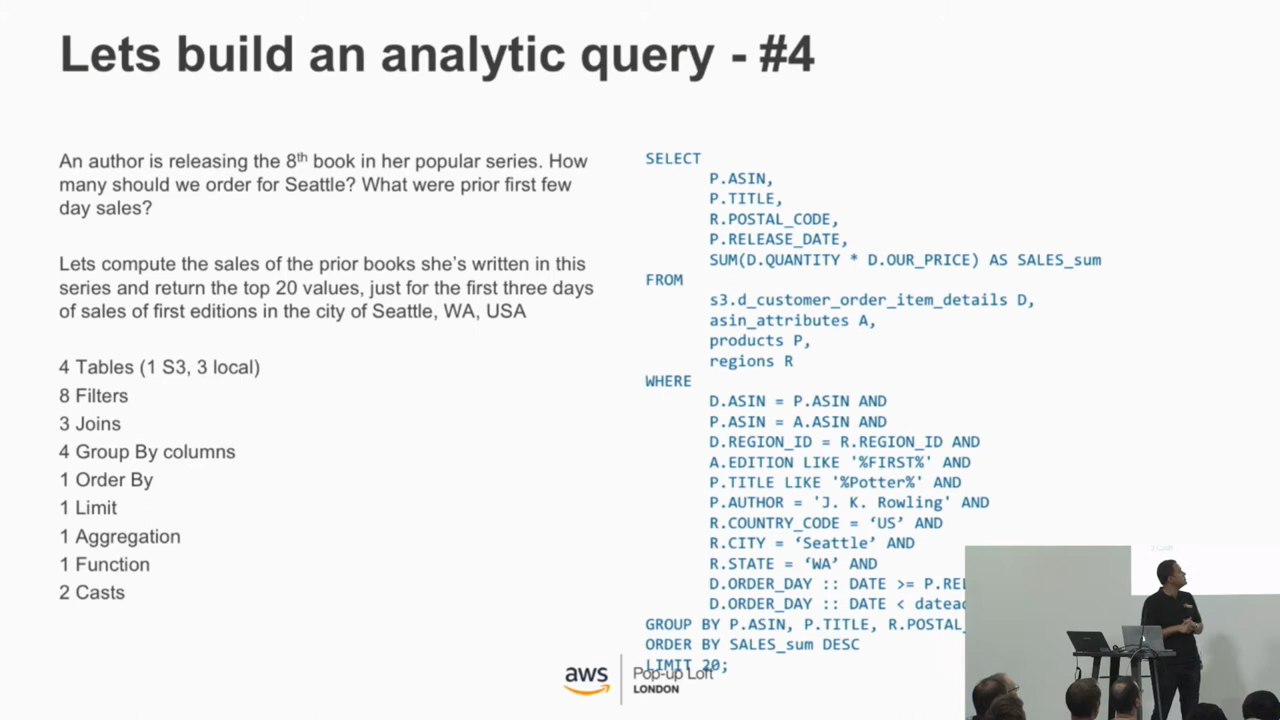 Lets build an analytic query - #4
An author is releasing the 8th book in her popular series. How
many should we order for Seattle? What were prior first few
day sales?
Lets compute the sales of the prior books she's written in this
series and return the top 20 values, just for the first three days
of sales of first editions in the city of Seattle, WA, USA
4 Tables (1 S3, 3 local)
8 Filters
3 Joins
4 Group By columns
1 Order By
1 Limit
1 Aggregation
1 Function
2 Casts
SELECT
P.ASIN,
P.TITLE,
R.POSTAL_CODE,
P.RELEASE_DATE,
SUM(D.QUANTITY * D.OUR_PRICE) AS SALES_sum
FROM
s3.d_customer_order_item_details D,
asin_attributes A,
products P,
regions R
WHERE
D.ASIN = P.ASIN AND
P.ASIN = A.ASIN AND
D.REGION_ID = R.REGION_ID AND
A.EDITION LIKE '%FIRST%' AND
P.TITLE LIKE '%Potter%' AND
P.AUTHOR = 'J. K. Rowling' AND
R.COUNTRY_CODE = ‘US’ AND
R.CITY = ‘Seattle’ AND
R.STATE = ‘WA’ AND
D.ORDER_DAY :: DATE >= P.REL
D.ORDER_DAY :: DATE < datead
GROUP BY P.ASIN, P.TITLE, R.POSTAL_
ORDER BY SALES_sum DESC
LIMIT 20;
aws
Pop-up Loft
LONDON